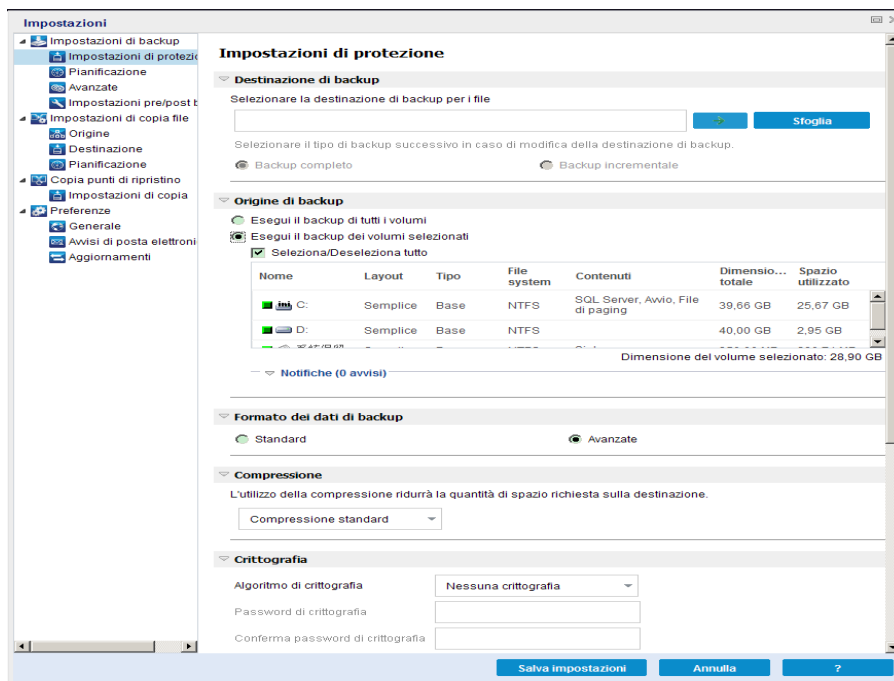 Impostazioni
Impostazioni di backup
Impostazioni di protezio
Pianificazione
Avanzate
Impostazioni pre/post b
Impostazioni di copia file
Origine
Destinazione
Pianificazione
Copia punti di ripristino
Impostazioni di copia
Preferenze
Generale
Avvisi di posta elettroni
Aggiornamenti
Impostazioni di protezione
Destinazione di backup
Selezionare la destinazione di backup per i file
Sfoglia
Selezionare il tipo di backup successivo in caso di modifica della destinazione di backup.
Backup completo Backup incrementale
Origine di backup
Esegui il backup di tutti i volumi
Esegui il backup dei volumi selezionati
Seleziona/Deseleziona tutto
Nome Layout Tipo File system Contenuti Dimensio... totale Spazio utilizzato
C: Semplice Base NTFS SQL Server, Avvio, File di paging 39,66 GB 25,67 GB
D: Semplice Base NTFS 40,00 GB 2,95 GB
Dimensione del volume selezionato: 28,90 GB
Notifiche (0 avvisi)
Formato dei dati di backup
Standard Avanzate
Compressione
L'utilizzo della compressione ridurrà la quantità di spazio richiesta sulla destinazione.
Compressione standard
Crittografia
Algoritmo di crittografia Nessuna crittografia
Password di crittografia
Conferma password di crittografia
Salva impostazioni Annulla ?